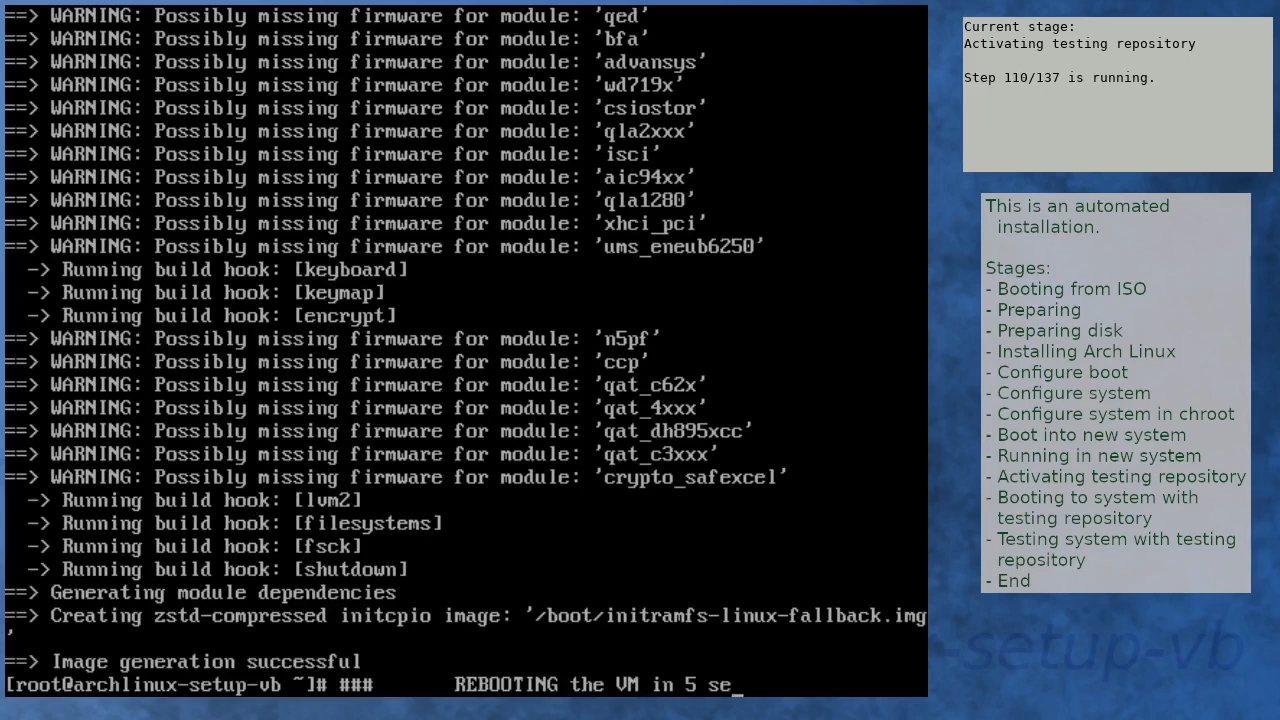 ==> WARNING: Possibly missing firmware for module: 'qed'
==> WARNING: Possibly missing firmware for module: 'bfa'
==> WARNING: Possibly missing firmware for module: 'advansys'
==> WARNING: Possibly missing firmware for module: 'wd719x'
==> WARNING: Possibly missing firmware for module: 'csiostor'
==> WARNING: Possibly missing firmware for module: 'qla2xxx'
==> WARNING: Possibly missing firmware for module: 'isci'
==> WARNING: Possibly missing firmware for module: 'aic94xx'
==> WARNING: Possibly missing firmware for module: 'qla1280'
==> WARNING: Possibly missing firmware for module: 'xhci_pci'
==> WARNING: Possibly missing firmware for module: 'ums_eneub6250'
  -> Running build hook: [keyboard]
  -> Running build hook: [keymap]
  -> Running build hook: [encrypt]
==> WARNING: Possibly missing firmware for module: 'n5pf'
==> WARNING: Possibly missing firmware for module: 'ccp'
==> WARNING: Possibly missing firmware for module: 'qat_c62x'
==> WARNING: Possibly missing firmware for module: 'qat_4xxx'
==> WARNING: Possibly missing firmware for module: 'qat_dh895xcc'
==> WARNING: Possibly missing firmware for module: 'qat_c3xxx'
==> WARNING: Possibly missing firmware for module: 'crypto_safexcel'
  -> Running build hook: [lvm2]
  -> Running build hook: [filesystems]
  -> Running build hook: [fsck]
  -> Running build hook: [shutdown]
==> Generating module dependencies
==> Creating zstd-compressed initcpio image: '/boot/initramfs-linux-fallback.img
'
==> Image generation successful
[root@archlinux-setup-vb ~]# ###       REBOOTING the VM in 5 se_
Current stage:
Activating testing repository
Step 110/137 is running.
This is an automated
installation.
Stages:
- Booting from ISO
- Preparing
- Preparing disk
- Installing Arch Linux
- Configure boot
- Configure system
- Configure system in chroot
- Boot into new system
- Running in new system
- Activating testing repository
- Booting to system with
testing repository
- Testing system with testing
repository
- End
-setup-vb